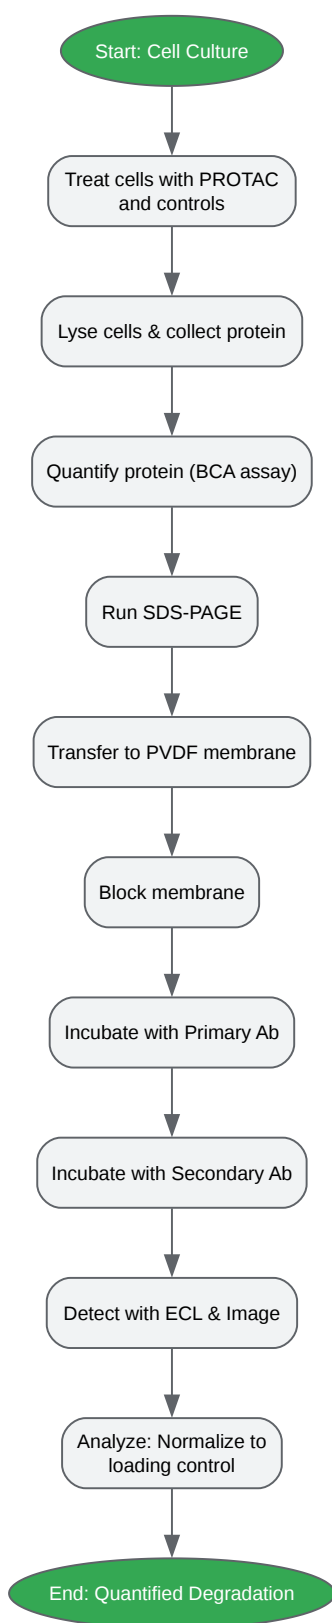 Start: Cell Culture
Treat cells with PROTAC
and controls
Lyse cells & collect protein
Quantify protein (BCA assay)
Run SDS-PAGE
Transfer to PVDF membrane
Block membrane
Incubate with Primary Ab
Incubate with Secondary Ab
Detect with ECL & Image
Analyze: Normalize to
loading control
End: Quantified Degradation